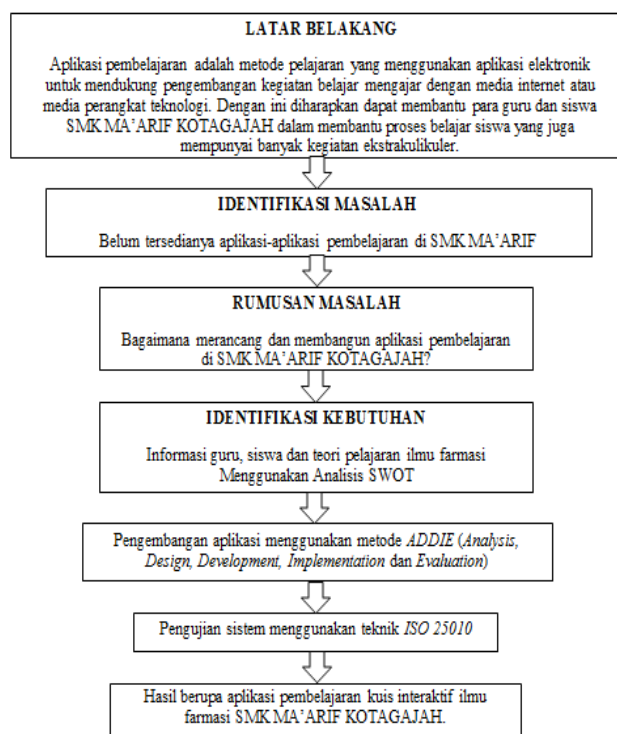 LATAR BELAKANG
Aplikasi pembelajaran adalah metode pelajaran yang menggunakan aplikasi elektronik
untuk mendukung pengembangan kegiatan belajar mengajar dengan media internet atau
media perangkat teknologi. Dengan ini diharapkan dapat membantu para guru dan siswa
SMK MA’ARIF KOTAGAJAH dalam membantu proses belajar siswa yang juga
mempunyai banyak kegiatan ekstrakulikuler.
IDENTIFIKASI MASALAH
Belum tersedianya aplikasi-aplikasi pembelajaran di SMK MA’ARIF
RUMUSAN MASALAH
Bagaimana merancang dan membangun aplikasi pembelajaran
di SMK MA’ARIF KOTAGAJAH?
IDENTIFIKASI KEBUTUHAN
Informasi guru, siswa dan teori pelajaran ilmu farmasi
Menggunakan Analisis SWOT
Pengembangan aplikasi menggunakan metode ADDIE (Analysis,
Design, Development, Implementation dan Evaluation)
Pengujian sistem menggunakan teknik ISO 25010
Hasil berupa aplikasi pembelajaran kuis interaktif ilmu
farmasi SMK MA’ARIF KOTAGAJAH.